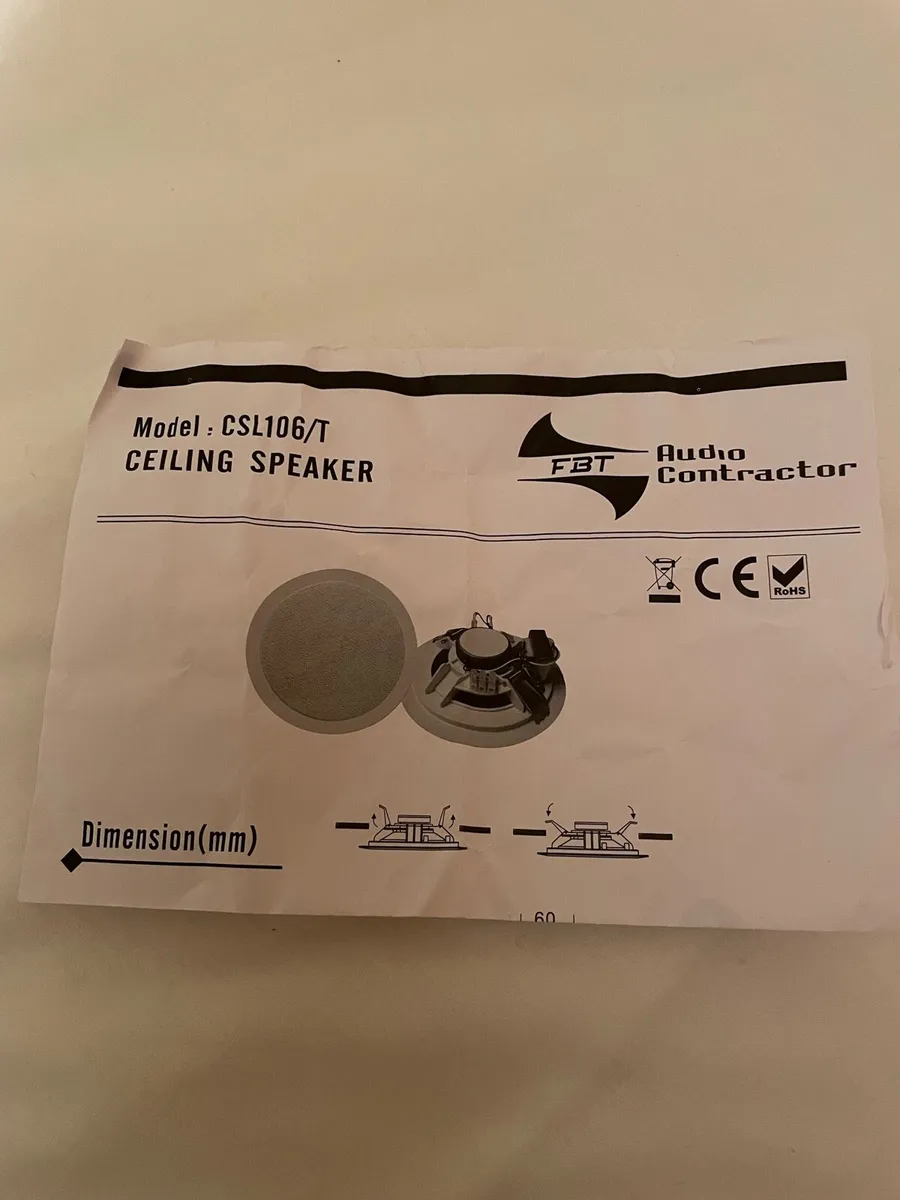 Model : CSL106/T
CEILING SPEAKER
FBT
Audio
Contractor
CE
RoHS
Dimension(mm)
60